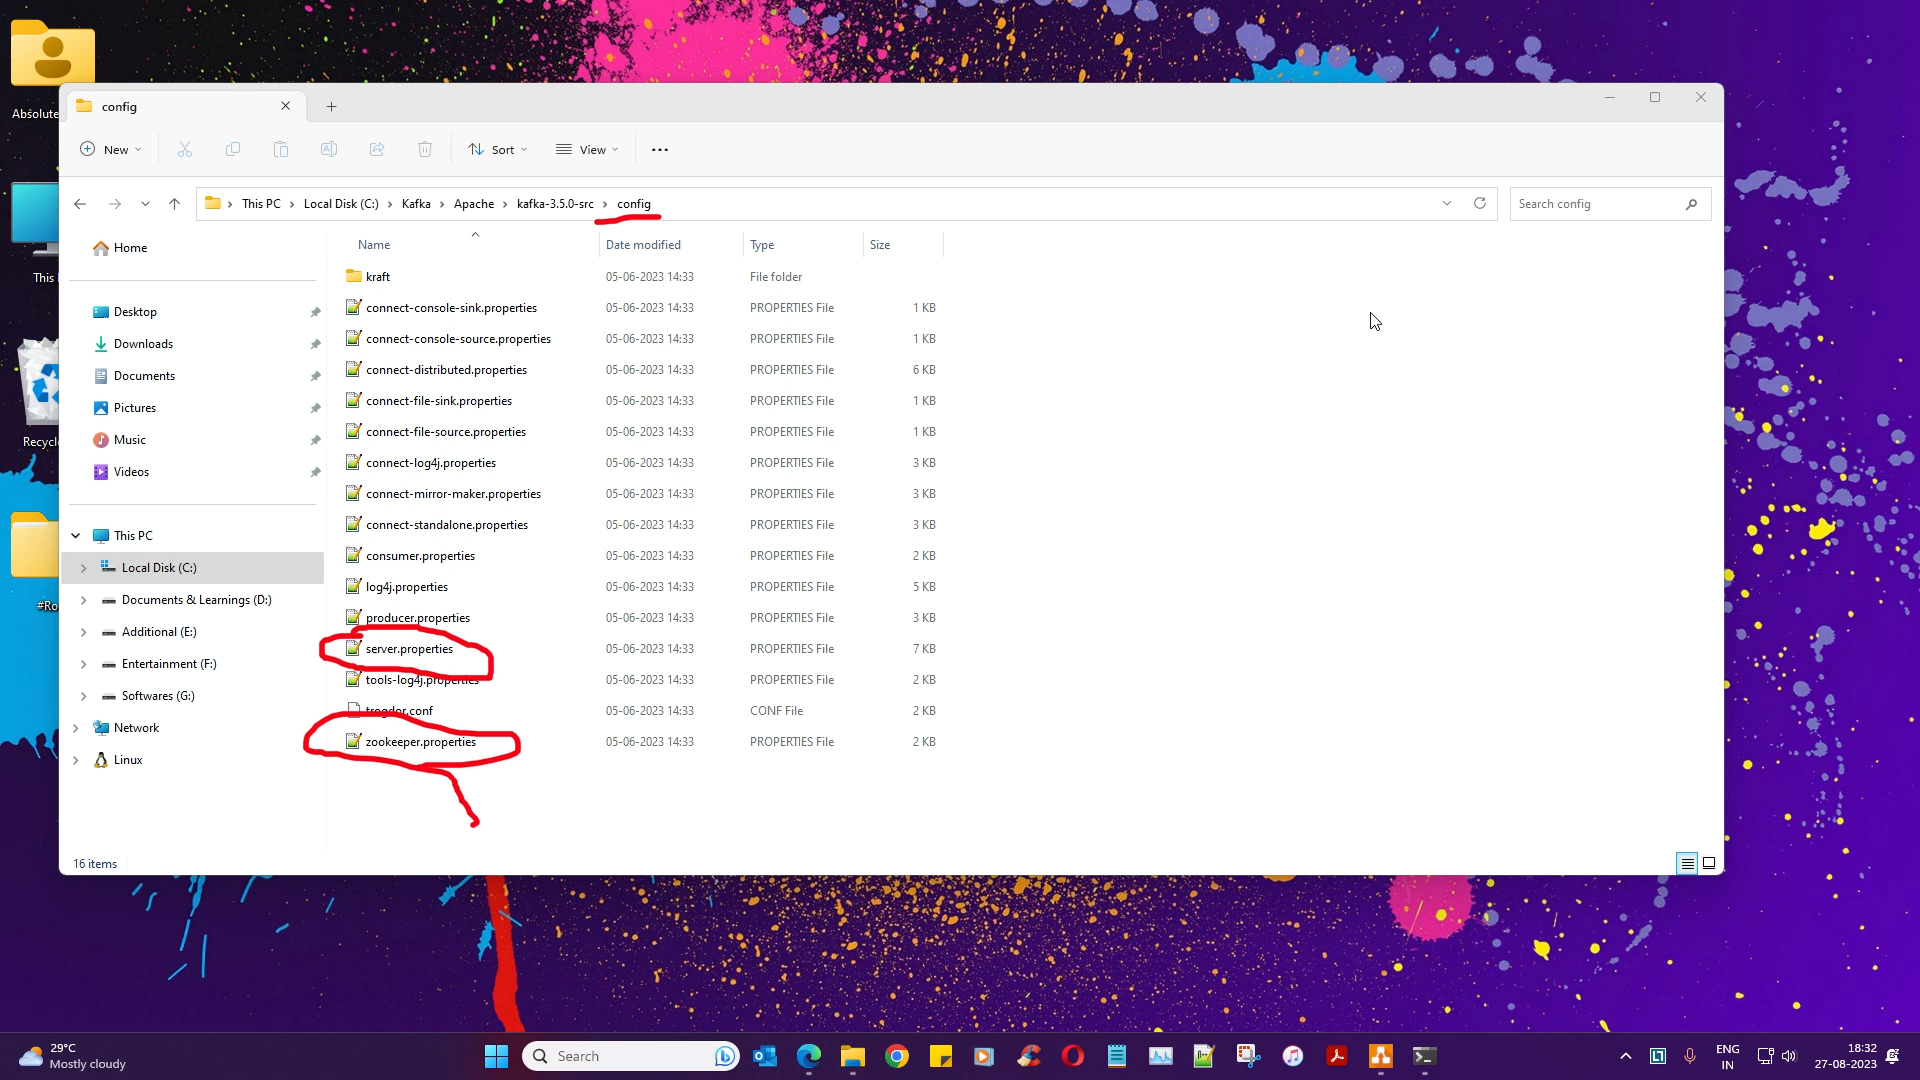 Absolute
config
New
Sort
View
This PC
Local Disk (C:)
Kafka
Apache
kafka-3.5.0-src
config
Search config
This
Recycl
#Ro
Home
Desktop
Downloads
Documents
Pictures
Music
Videos
This PC
Local Disk (C:)
Documents & Learnings (D:)
Additional (E:)
Entertainment (F:)
Softwares (G:)
Network
Linux
Name Date modified Type Size
kraft 05-06-2023 14:33 File folder
connect-console-sink.properties 05-06-2023 14:33 PROPERTIES File 1 KB
connect-console-source.properties 05-06-2023 14:33 PROPERTIES File 1 KB
connect-distributed.properties 05-06-2023 14:33 PROPERTIES File 6 KB
connect-file-sink.properties 05-06-2023 14:33 PROPERTIES File 1 KB
connect-file-source.properties 05-06-2023 14:33 PROPERTIES File 1 KB
connect-log4j.properties 05-06-2023 14:33 PROPERTIES File 3 KB
connect-mirror-maker.properties 05-06-2023 14:33 PROPERTIES File 3 KB
connect-standalone.properties 05-06-2023 14:33 PROPERTIES File 3 KB
consumer.properties 05-06-2023 14:33 PROPERTIES File 2 KB
log4j.properties 05-06-2023 14:33 PROPERTIES File 5 KB
producer.properties 05-06-2023 14:33 PROPERTIES File 3 KB
server.properties 05-06-2023 14:33 PROPERTIES File 7 KB
tools-log4j.properties 05-06-2023 14:33 PROPERTIES File 2 KB
trogdor.conf 05-06-2023 14:33 CONF File 2 KB
zookeeper.properties 05-06-2023 14:33 PROPERTIES File 2 KB
16 items
29°C
Mostly cloudy
Search
ENG
IN
18:32
27-08-2023